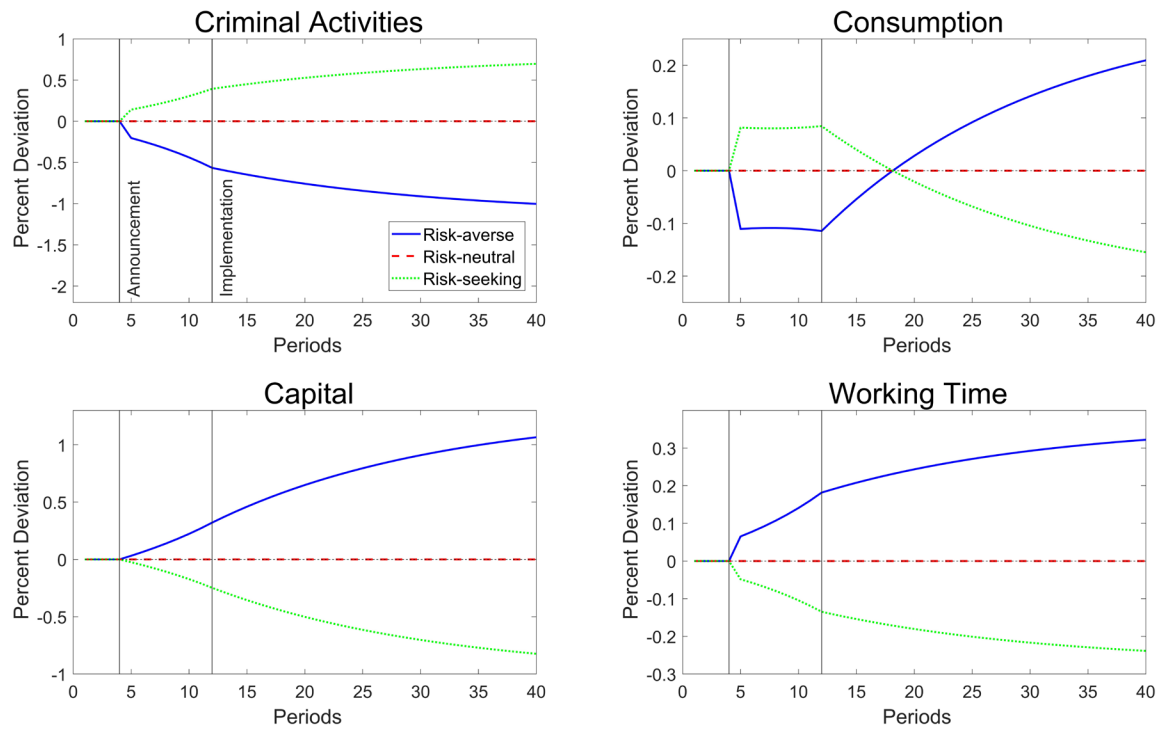 Criminal Activities
Percent Deviation
1
0.5
0
-0.5
-1
-1.5
-2
Announcement
Implementation
Risk-averse
Risk-neutral
Risk-seeking
0 5 10 15 20 25 30 35 40
Periods
Consumption
Percent Deviation
0.2
0.1
0
-0.1
-0.2
0 5 10 15 20 25 30 35 40
Periods
Capital
Percent Deviation
1
0.5
0
-0.5
-1
0 5 10 15 20 25 30 35 40
Periods
Working Time
Percent Deviation
0.3
0.2
0.1
0
-0.1
-0.2
-0.3
0 5 10 15 20 25 30 35 40
Periods